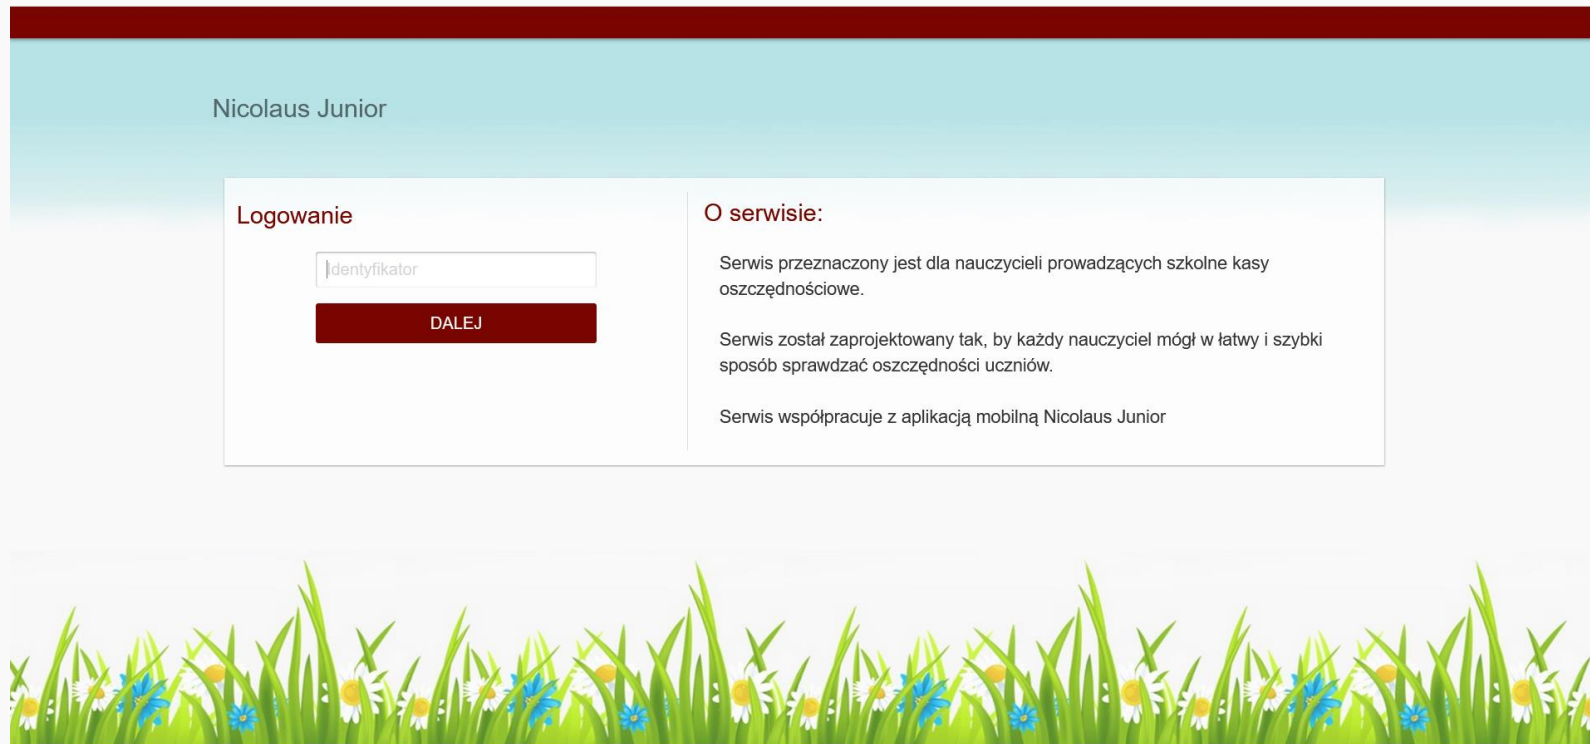 Nicolaus Junior
Logowanie
Identyfikator
DALEJ
O serwisie:
Serwis przeznaczony jest dla nauczycieli prowadzących szkolne kasy
oszczędnościowe.
Serwis został zaprojektowany tak, by każdy nauczyciel mógł w łatwy i szybki
sposób sprawdzać oszczędności uczniów.
Serwis współpracuje z aplikacją mobilną Nicolaus Junior